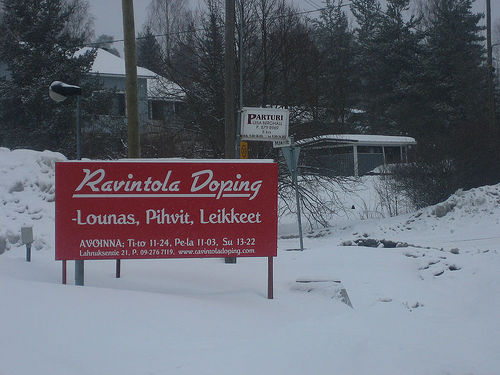 PARTURI
Ravintola Doping
-Lounas, Pihvit, Leikkeet
AVOINNA: Ti-to 11-24, Pe-la 11-03, Su 13-22
Lahnuksentie 21, P. 09-276 7119, www.ravintoladoping.com